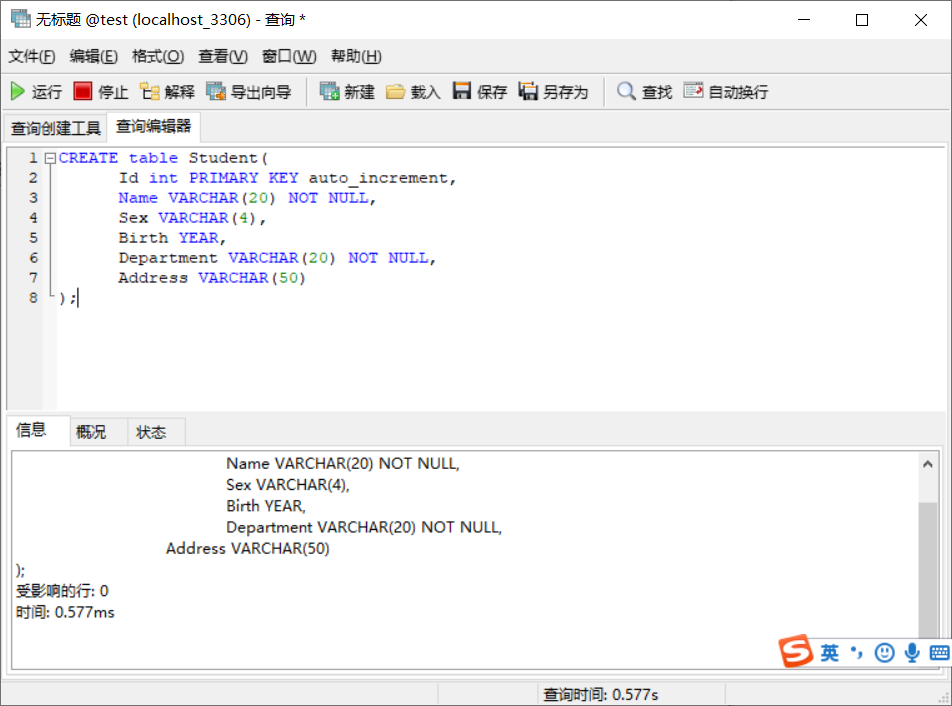 无标题 @test (localhost_3306) - 查询 *
文件(F) 编辑(E) 格式(O) 查看(V) 窗口(W) 帮助(H)
运行 停止 解释 导出向导 新建 载入 保存 另存为 查找 自动换行
查询创建工具 查询编辑器
1 CREATE table Student(
2 Id int PRIMARY KEY auto_increment,
3 Name VARCHAR(20) NOT NULL,
4 Sex VARCHAR(4),
5 Birth YEAR,
6 Department VARCHAR(20) NOT NULL,
7 Address VARCHAR(50)
8 );
信息 概况 状态
Name VARCHAR(20) NOT NULL,
Sex VARCHAR(4),
Birth YEAR,
Department VARCHAR(20) NOT NULL,
Address VARCHAR(50)
);
受影响的行: 0
时间: 0.577ms
S 英 •,
查询时间: 0.577s